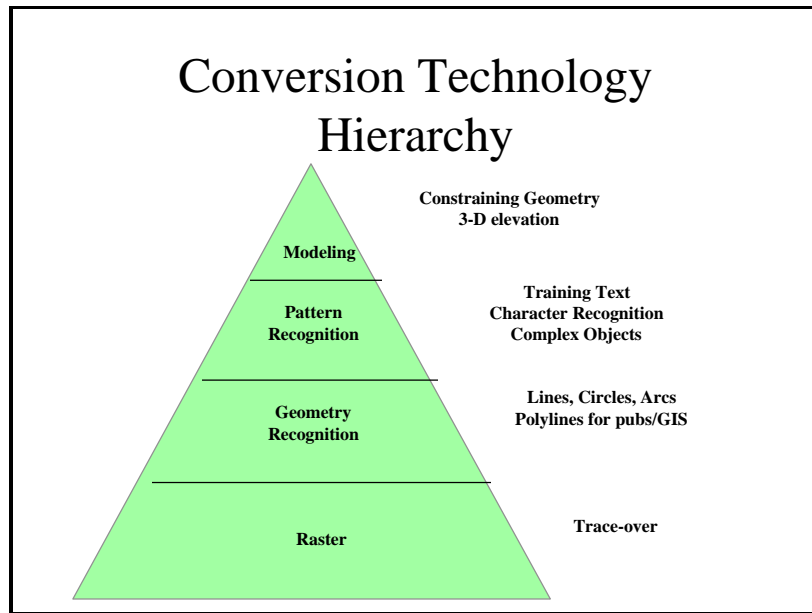 Conversion Technology
Hierarchy
Constraining Geometry
3-D elevation
Modeling
Training Text
Character Recognition
Complex Objects
Pattern
Recognition
Lines, Circles, Arcs
Polylines for pubs/GIS
Geometry
Recognition
Trace-over
Raster